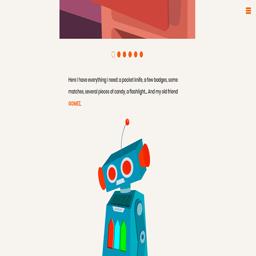 Here I have everything I need: a pocket knife, a few badges, some
matches, several pieces of candy, a flashlight... And my old friend
GOMEZ.